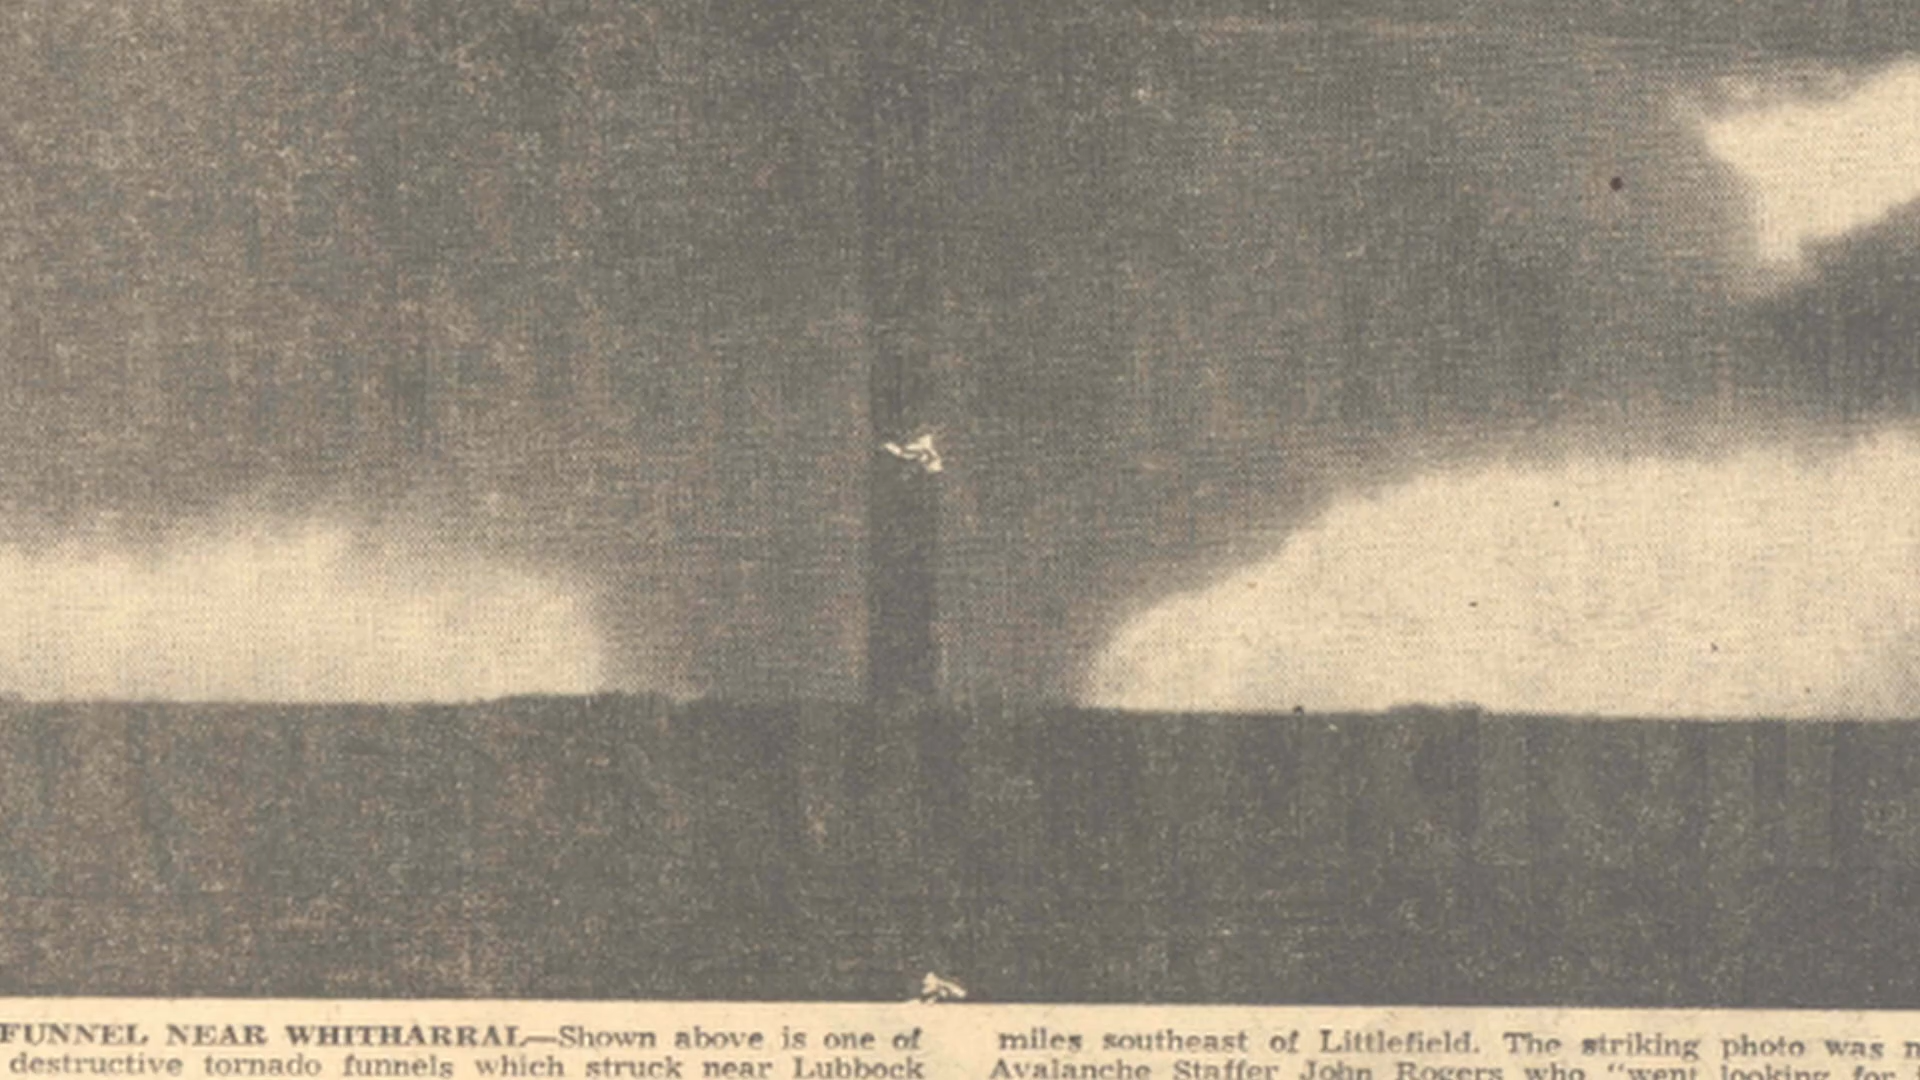 FUNNEL NEAR WHITHARRAL—Shown above is one of
destructive tornado funnels which struck near Lubbock
miles southeast of Littlefield. The striking photo was
Avalanche Staffer John Rogers who "went looking for